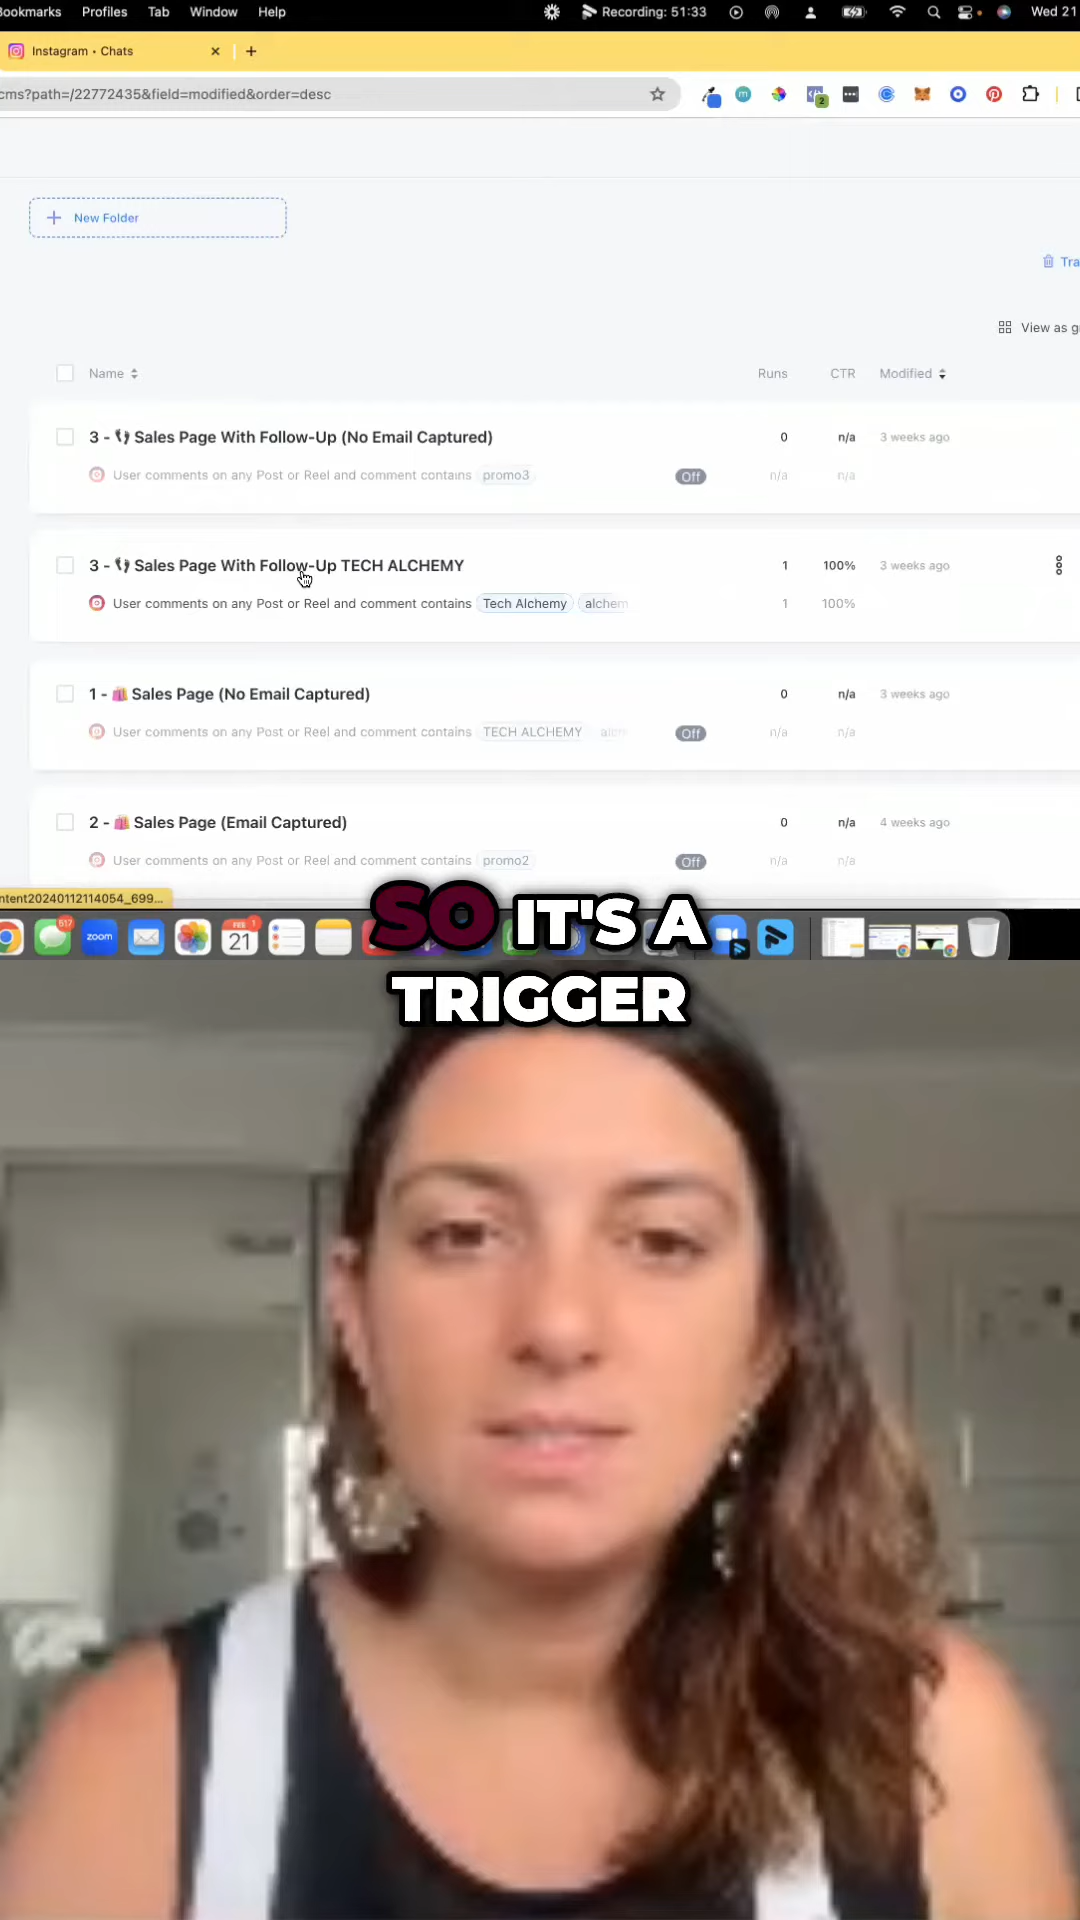 Bookmarks Profiles Tab Window Help Recording: 51:33 Wed 21
Instagram • Chats
cms?path=/22772435&field=modified&order=desc
2
New Folder
Tra
View as g
Name Runs CTR Modified
3 - Sales Page With Follow-Up (No Email Captured) 0 n/a 3 weeks ago
User comments on any Post or Reel and comment contains promo3 Off n/a n/a
3 - Sales Page With Follow-Up TECH ALCHEMY 1 100% 3 weeks ago
User comments on any Post or Reel and comment contains Tech Alchemy alchem 1 100%
1 - Sales Page (No Email Captured) 0 n/a 3 weeks ago
User comments on any Post or Reel and comment contains TECH ALCHEMY alch Off n/a n/a
2 - Sales Page (Email Captured) 0 n/a 4 weeks ago
User comments on any Post or Reel and comment contains promo2 Off n/a n/a
ntent20240112114054_699...
517 zoom FEB 21 1
SO IT'S A
TRIGGER